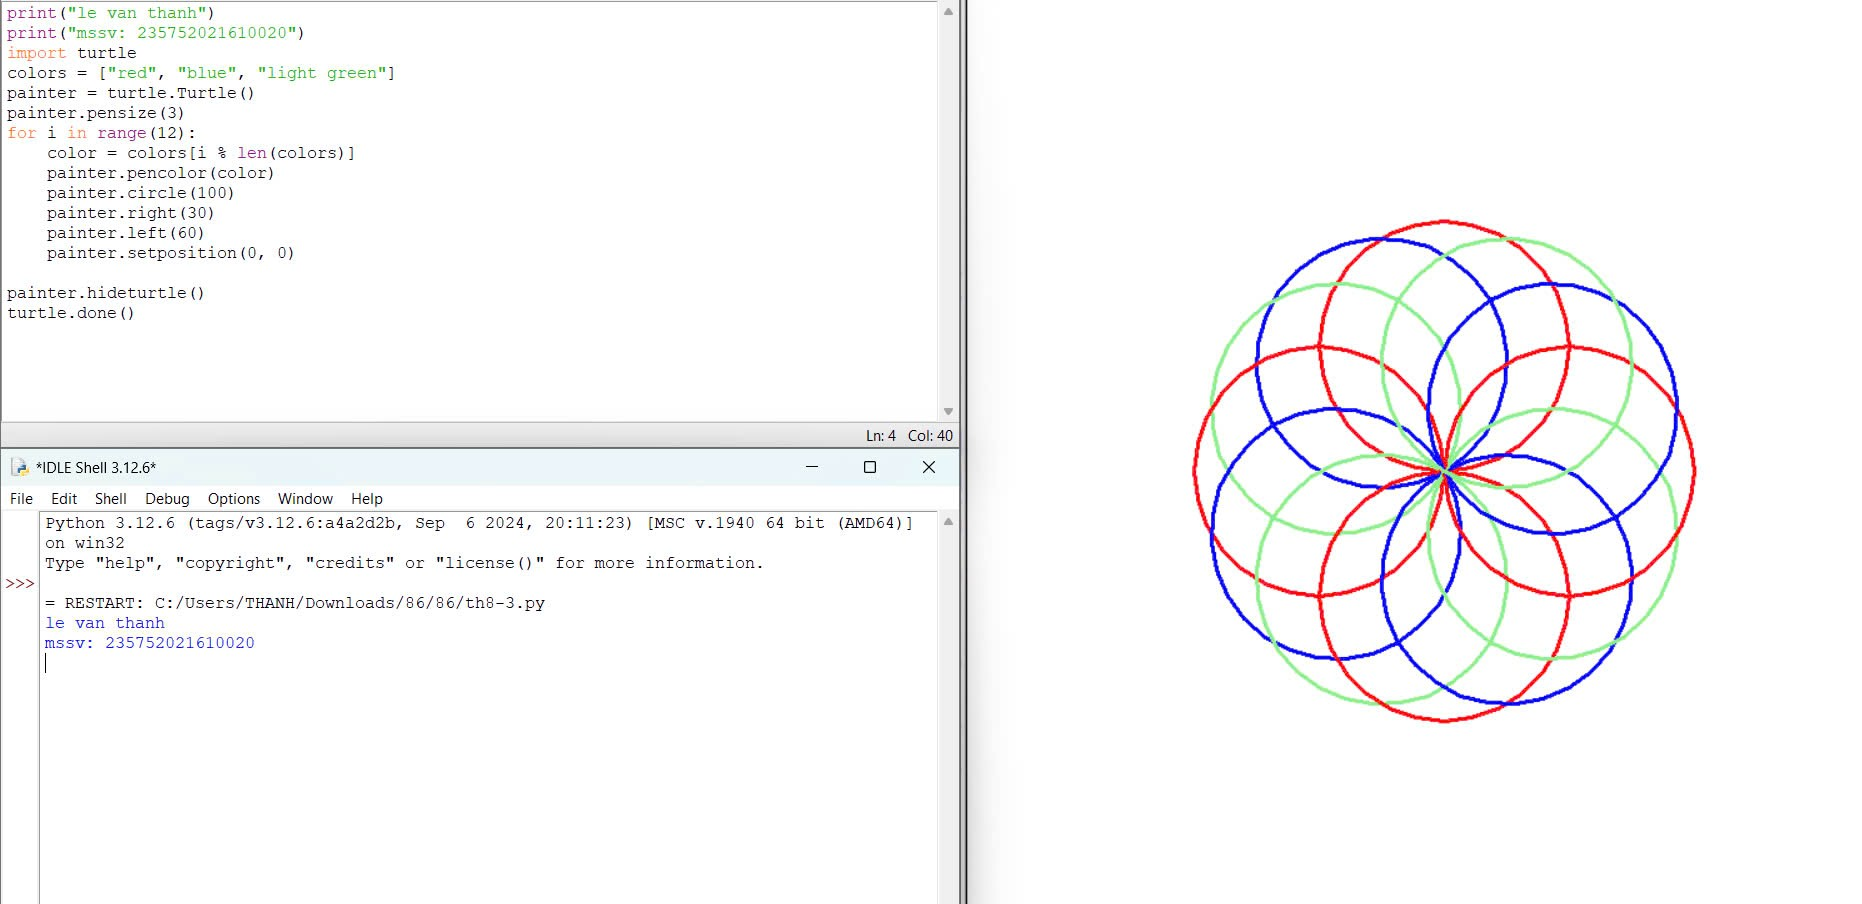 print("le van thanh")
print("mssv: 235752021610020")
import turtle
colors = ["red", "blue", "light green"]
painter = turtle.Turtle()
painter.pensize(3)
for i in range(12):
    color = colors[i % len(colors)]
    painter.pencolor(color)
    painter.circle(100)
    painter.right(30)
    painter.left(60)
    painter.setposition(0, 0)
painter.hideturtle()
turtle.done()
Ln: 4 Col: 40
*IDLE Shell 3.12.6*
File Edit Shell Debug Options Window Help
Python 3.12.6 (tags/v3.12.6:a4a2d2b, Sep  6 2024, 20:11:23) [MSC v.1940 64 bit (AMD64)]
on win32
Type "help", "copyright", "credits" or "license()" for more information.
>>>
= RESTART: C:/Users/THANH/Downloads/86/86/th8-3.py
le van thanh
mssv: 235752021610020